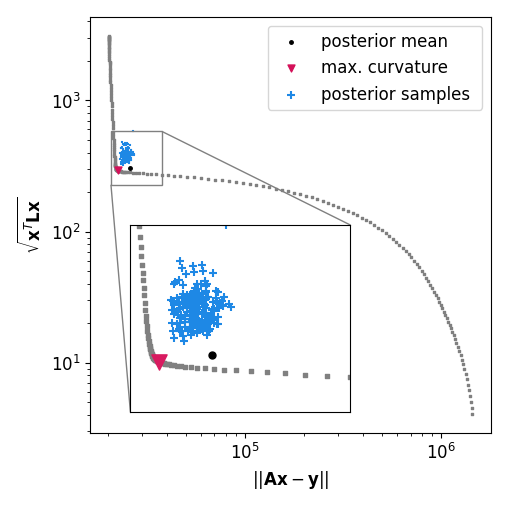 posterior mean
max. curvature
posterior samples
10³
10²
10¹
10⁵
10⁶
√xᵀLx
||Ax − y||